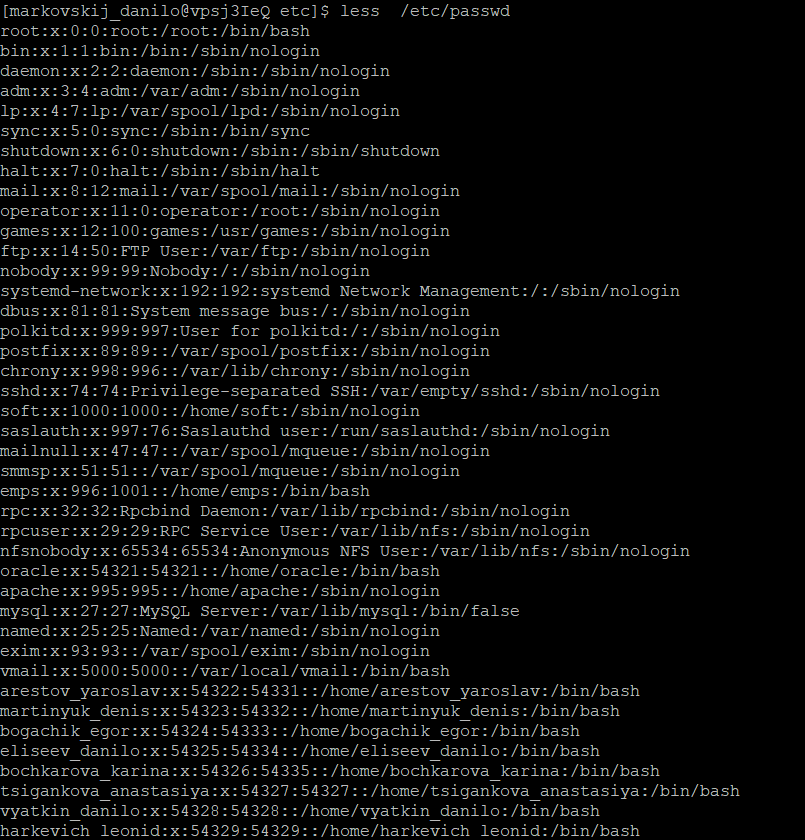 [markovskij_danilo@vpsj3IeQ etc]$ less  /etc/passwd
root:x:0:0:root:/root:/bin/bash
bin:x:1:1:bin:/bin:/sbin/nologin
daemon:x:2:2:daemon:/sbin:/sbin/nologin
adm:x:3:4:adm:/var/adm:/sbin/nologin
lp:x:4:7:lp:/var/spool/lpd:/sbin/nologin
sync:x:5:0:sync:/sbin:/bin/sync
shutdown:x:6:0:shutdown:/sbin:/sbin/shutdown
halt:x:7:0:halt:/sbin:/sbin/halt
mail:x:8:12:mail:/var/spool/mail:/sbin/nologin
operator:x:11:0:operator:/root:/sbin/nologin
games:x:12:100:games:/usr/games:/sbin/nologin
ftp:x:14:50:FTP User:/var/ftp:/sbin/nologin
nobody:x:99:99:Nobody:/:/sbin/nologin
systemd-network:x:192:192:systemd Network Management:/:/sbin/nologin
dbus:x:81:81:System message bus:/:/sbin/nologin
polkitd:x:999:997:User for polkitd:/:/sbin/nologin
postfix:x:89:89::/var/spool/postfix:/sbin/nologin
chrony:x:998:996::/var/lib/chrony:/sbin/nologin
sshd:x:74:74:Privilege-separated SSH:/var/empty/sshd:/sbin/nologin
soft:x:1000:1000::/home/soft:/sbin/nologin
saslauth:x:997:76:Saslauthd user:/run/saslauthd:/sbin/nologin
mailnull:x:47:47::/var/spool/mqueue:/sbin/nologin
smmsp:x:51:51::/var/spool/mqueue:/sbin/nologin
emps:x:996:1001::/home/emps:/bin/bash
rpc:x:32:32:Rpcbind Daemon:/var/lib/rpcbind:/sbin/nologin
rpcuser:x:29:29:RPC Service User:/var/lib/nfs:/sbin/nologin
nfsnobody:x:65534:65534:Anonymous NFS User:/var/lib/nfs:/sbin/nologin
oracle:x:54321:54321::/home/oracle:/bin/bash
apache:x:995:995::/home/apache:/sbin/nologin
mysql:x:27:27:MySQL Server:/var/lib/mysql:/bin/false
named:x:25:25:Named:/var/named:/sbin/nologin
exim:x:93:93::/var/spool/exim:/sbin/nologin
vmail:x:5000:5000::/var/local/vmail:/bin/bash
arestov_yaroslav:x:54322:54331::/home/arestov_yaroslav:/bin/bash
martinyuk_denis:x:54323:54332::/home/martinyuk_denis:/bin/bash
bogachik_egor:x:54324:54333::/home/bogachik_egor:/bin/bash
eliseev_danilo:x:54325:54334::/home/eliseev_danilo:/bin/bash
bochkarova_karina:x:54326:54335::/home/bochkarova_karina:/bin/bash
tsigankova_anastasiya:x:54327:54327::/home/tsigankova_anastasiya:/bin/bash
vyatkin_danilo:x:54328:54328::/home/vyatkin_danilo:/bin/bash
harkevich_leonid:x:54329:54329::/home/harkevich_leonid:/bin/bash